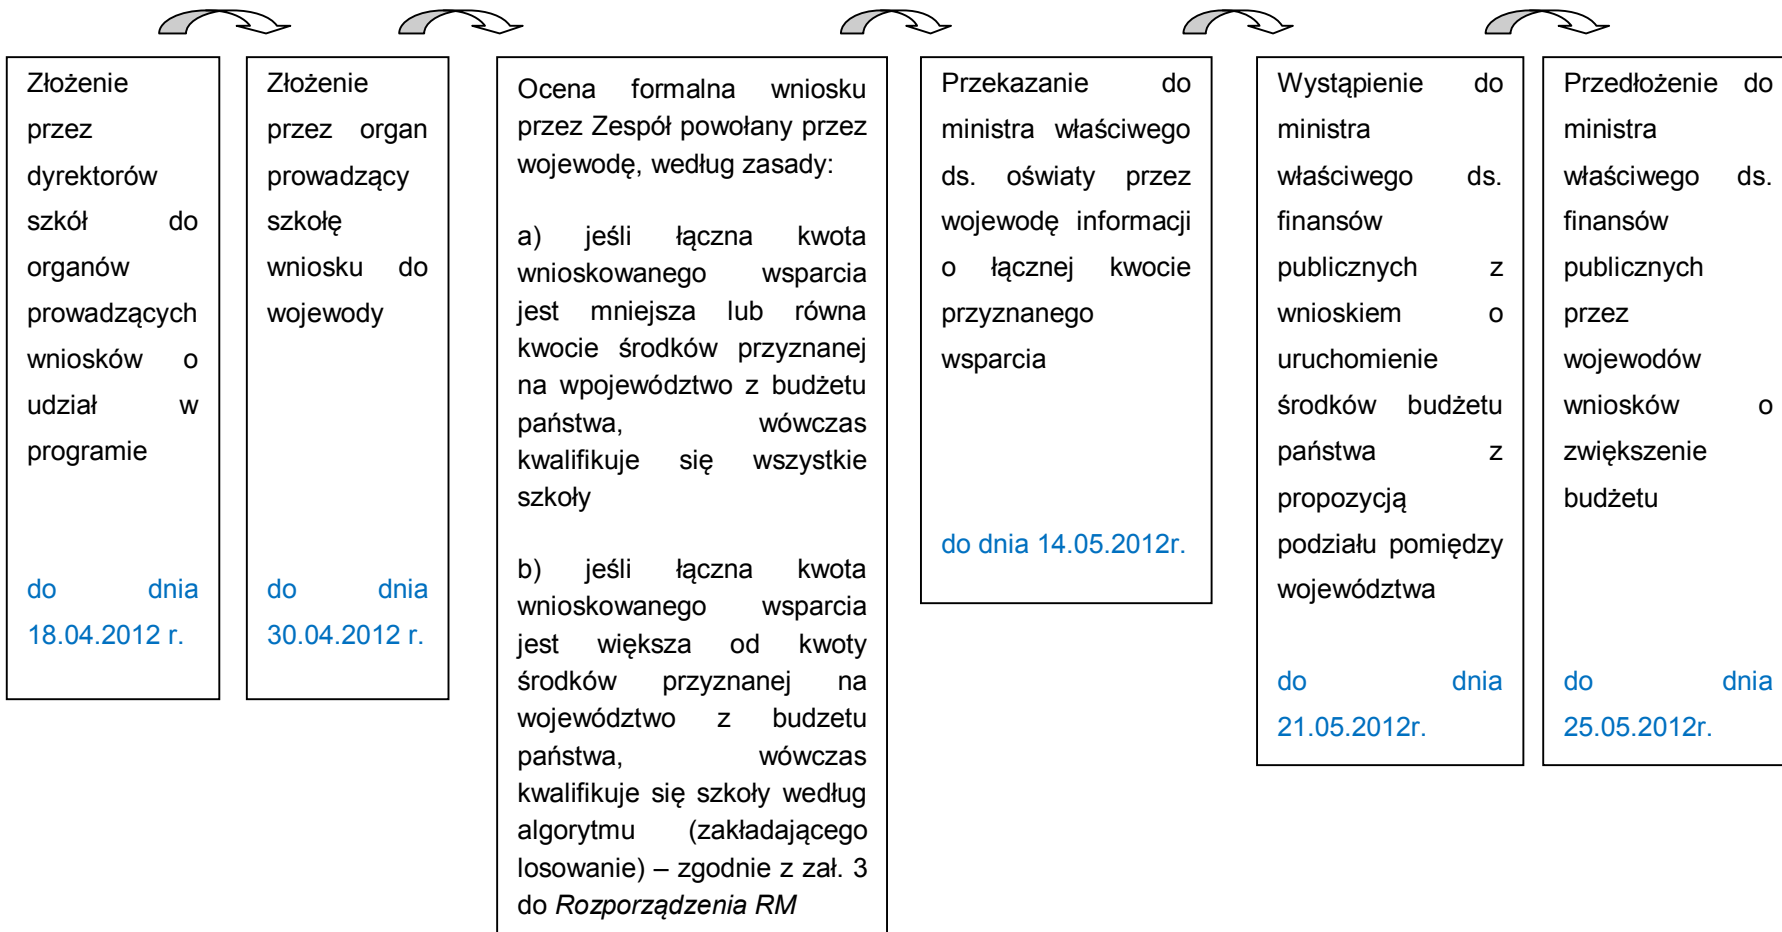 Złożenie
przez
dyrektorów
szkół do
organów
prowadzących
wniosków o
udział w
programie
do dnia
18.04.2012 r.
Złożenie
przez organ
prowadzący
szkołę
wniosku do
wojewody
do dnia
30.04.2012 r.
Ocena formalna wniosku
przez Zespół powołany przez
wojewodę, według zasady:
a) jeśli łączna kwota
wnioskowanego wsparcia
jest mniejsza lub równa
kwocie środków przyznanej
na wpojewództwo z budżetu
państwa, wówczas
kwalifikuje się wszystkie
szkoły
b) jeśli łączna kwota
wnioskowanego wsparcia
jest większa od kwoty
środków przyznanej na
województwo z budzetu
państwa, wówczas
kwalifikuje się szkoły według
algorytmu (zakładającego
losowanie) – zgodnie z zał. 3
do Rozporządzenia RM
Przekazanie do
ministra właściwego
ds. oświaty przez
wojewodę informacji
o łącznej kwocie
przyznanego
wsparcia
do dnia 14.05.2012r.
Wystąpienie do
ministra
właściwego ds.
finansów
publicznych z
wnioskiem o
uruchomienie
środków budżetu
państwa z
propozycją
podziału pomiędzy
województwa
do dnia
21.05.2012r.
Przedłożenie do
ministra
właściwego ds.
finansów
publicznych
przez
wojewodów
wniosków o
zwiększenie
budżetu
do dnia
25.05.2012r.